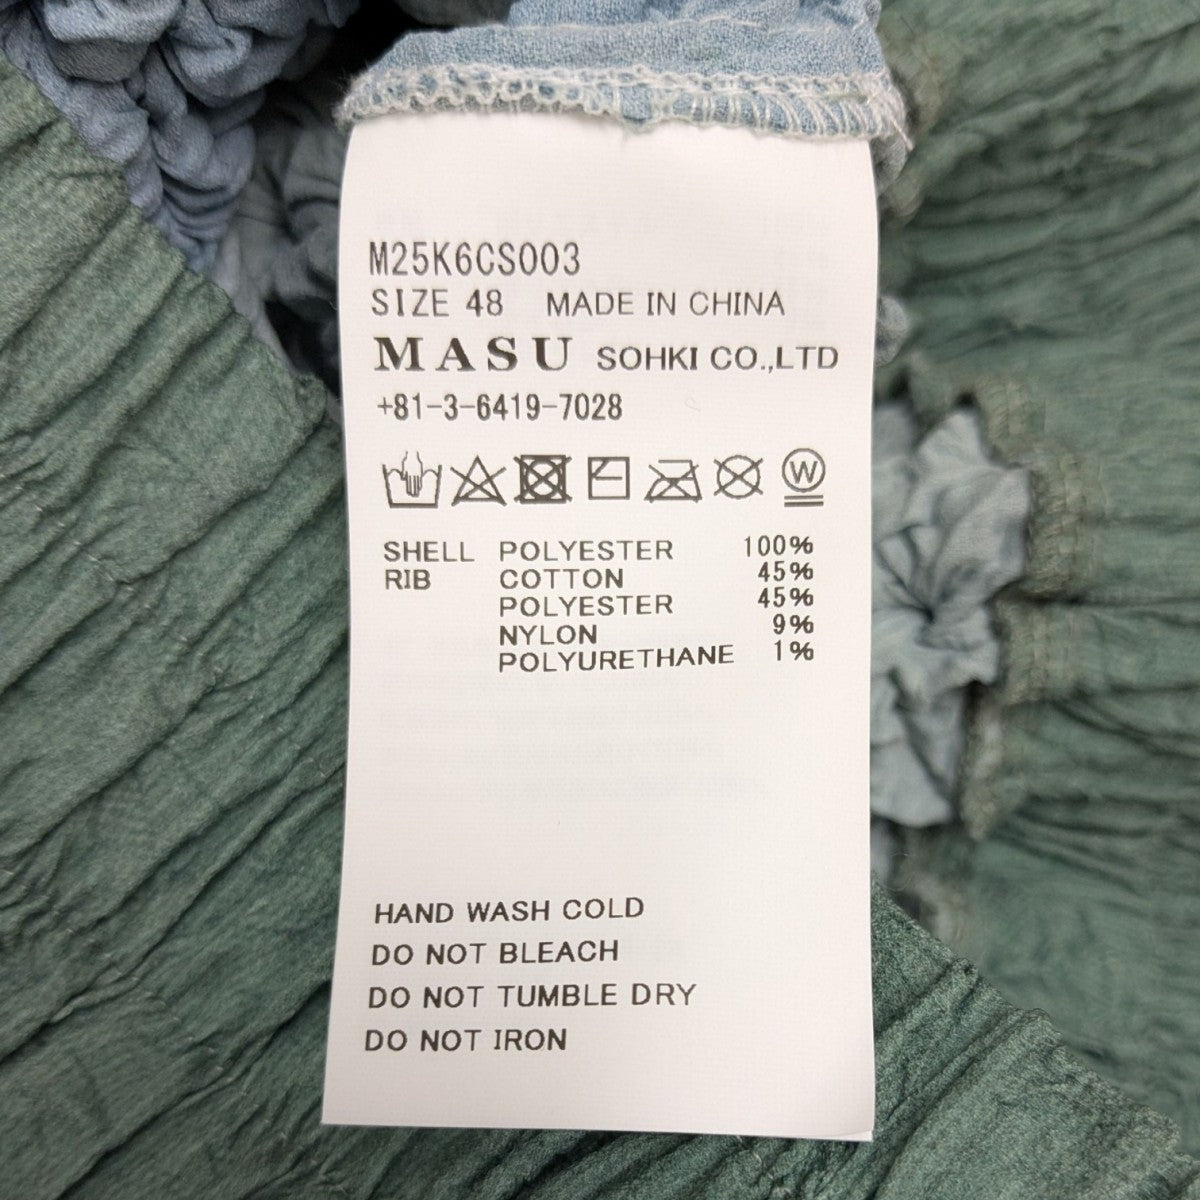 M25K6CS003
SIZE 48 MADE IN CHINA
MASU SOHKI CO.,LTD
+81-3-6419-7028
W
SHELL POLYESTER 100%
RIB COTTON 45%
POLYESTER 45%
NYLON 9%
POLYURETHANE 1%
HAND WASH COLD
DO NOT BLEACH
DO NOT TUMBLE DRY
DO NOT IRON